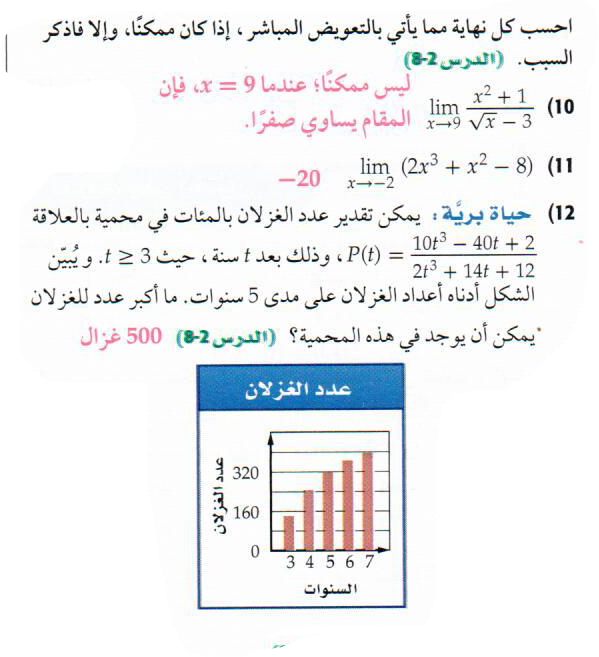 احسب كل نهاية مما يأتي بالتعويض المباشر ، إذا كان ممكنًا، وإلا فاذكر
السبب. (الدرس 2-8)
10) lim x→9 (x² + 1)/(√x − 3) ليس ممكنًا؛ عندما x = 9، فإن
المقام يساوي صفرًا.
11) lim x→−2 (2x³ + x² − 8) −20
12) حياة بريَّة : يمكن تقدير عدد الغزلان بالمئات في محمية بالعلاقة
P(t) = (10t³ − 40t + 2)/(2t³ + 14t + 12) ، وذلك بعد t سنة ، حيث t ≥ 3. ويُبيّن
الشكل أدناه أعداد الغزلان على مدى 5 سنوات. ما أكبر عدد للغزلان
يمكن أن يوجد في هذه المحمية؟ (الدرس 2-8) 500 غزال
عدد الغزلان
عدد الغزلان
320
160
0
3 4 5 6 7
السنوات